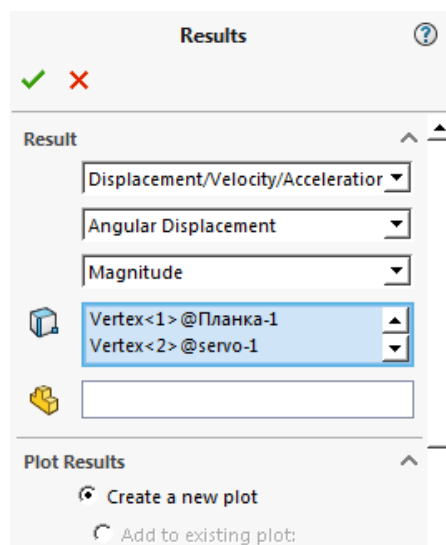 Results
Result
Displacement/Velocity/Acceleration
Angular Displacement
Magnitude
Vertex<1>@Планка-1
Vertex<2>@servo-1
Plot Results
Create a new plot
Add to existing plot: